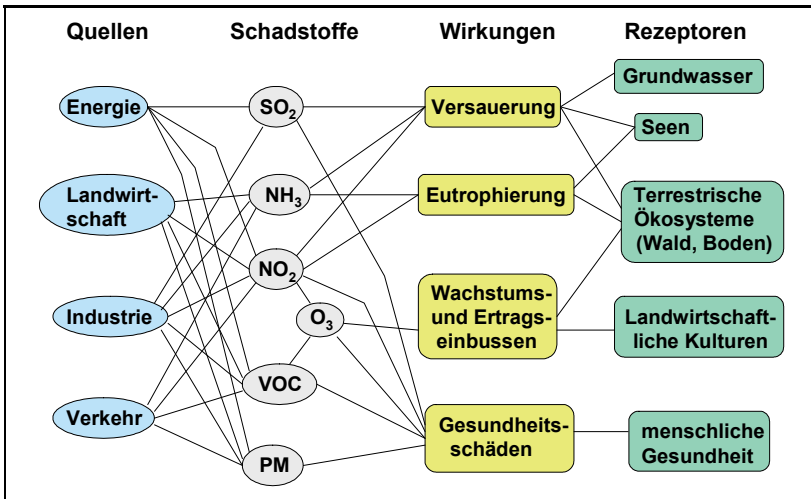 Quellen
Schadstoffe
Wirkungen
Rezeptoren
Energie
Landwirt-
schaft
Industrie
Verkehr
SO₂
NH₃
NO₂
O₃
VOC
PM
Versauerung
Eutrophierung
Wachstums-
und Ertrags-
einbussen
Gesundheits-
schäden
Grundwasser
Seen
Terrestrische
Ökosysteme
(Wald, Boden)
Landwirtschaft-
liche Kulturen
menschliche
Gesundheit